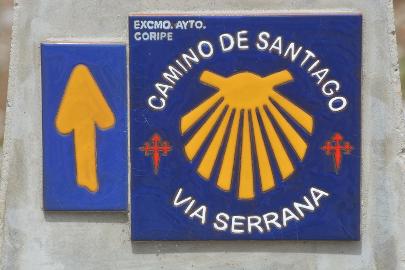 EXCMO. AYTO.
CORIPE
CAMINO DE SANTIAGO
VIA SERRANA